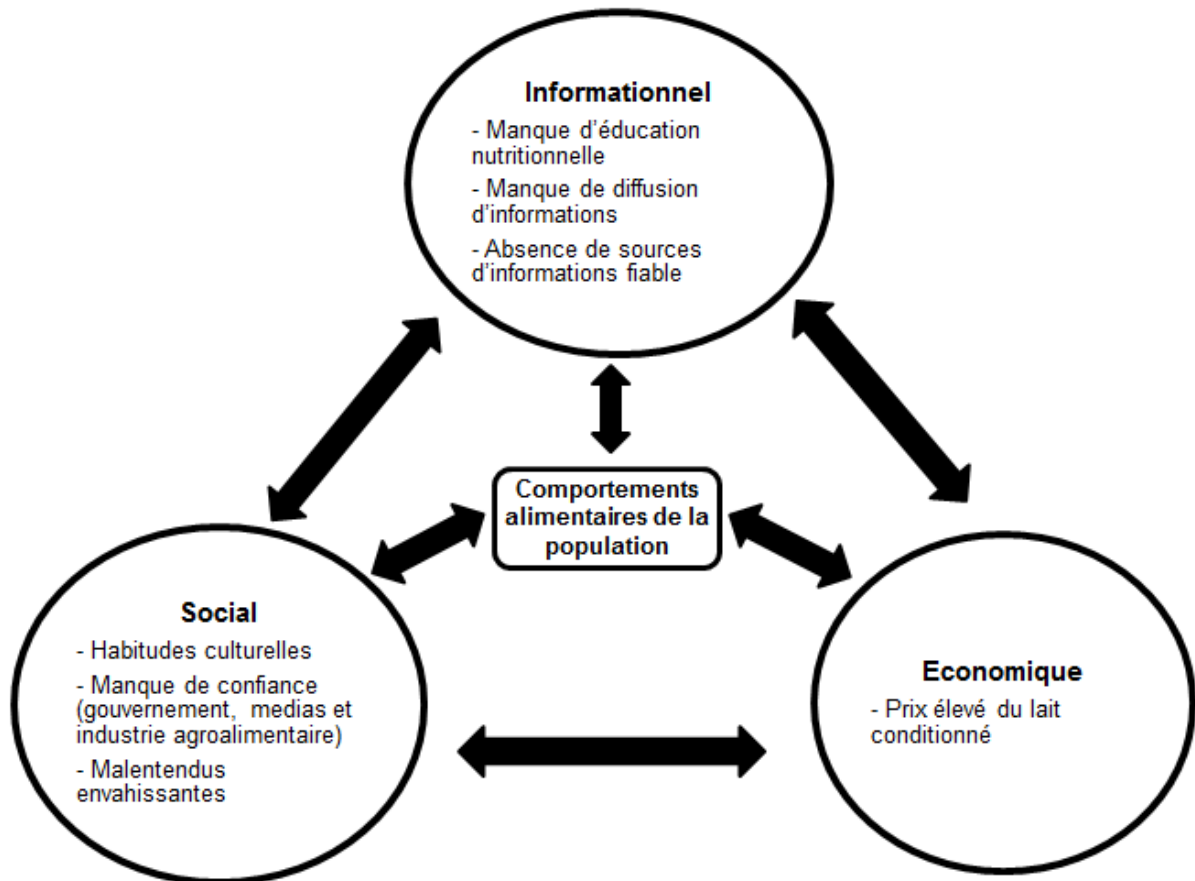 Informationnel
- Manque d'éducation
nutritionnelle
- Manque de diffusion
d'informations
- Absence de sources
d'informations fiable
Comportements
alimentaires de la
population
Social
- Habitudes culturelles
- Manque de confiance
(gouvernement, medias et
industrie agroalimentaire)
- Malentendus
envahissantes
Economique
- Prix élevé du lait
conditionné